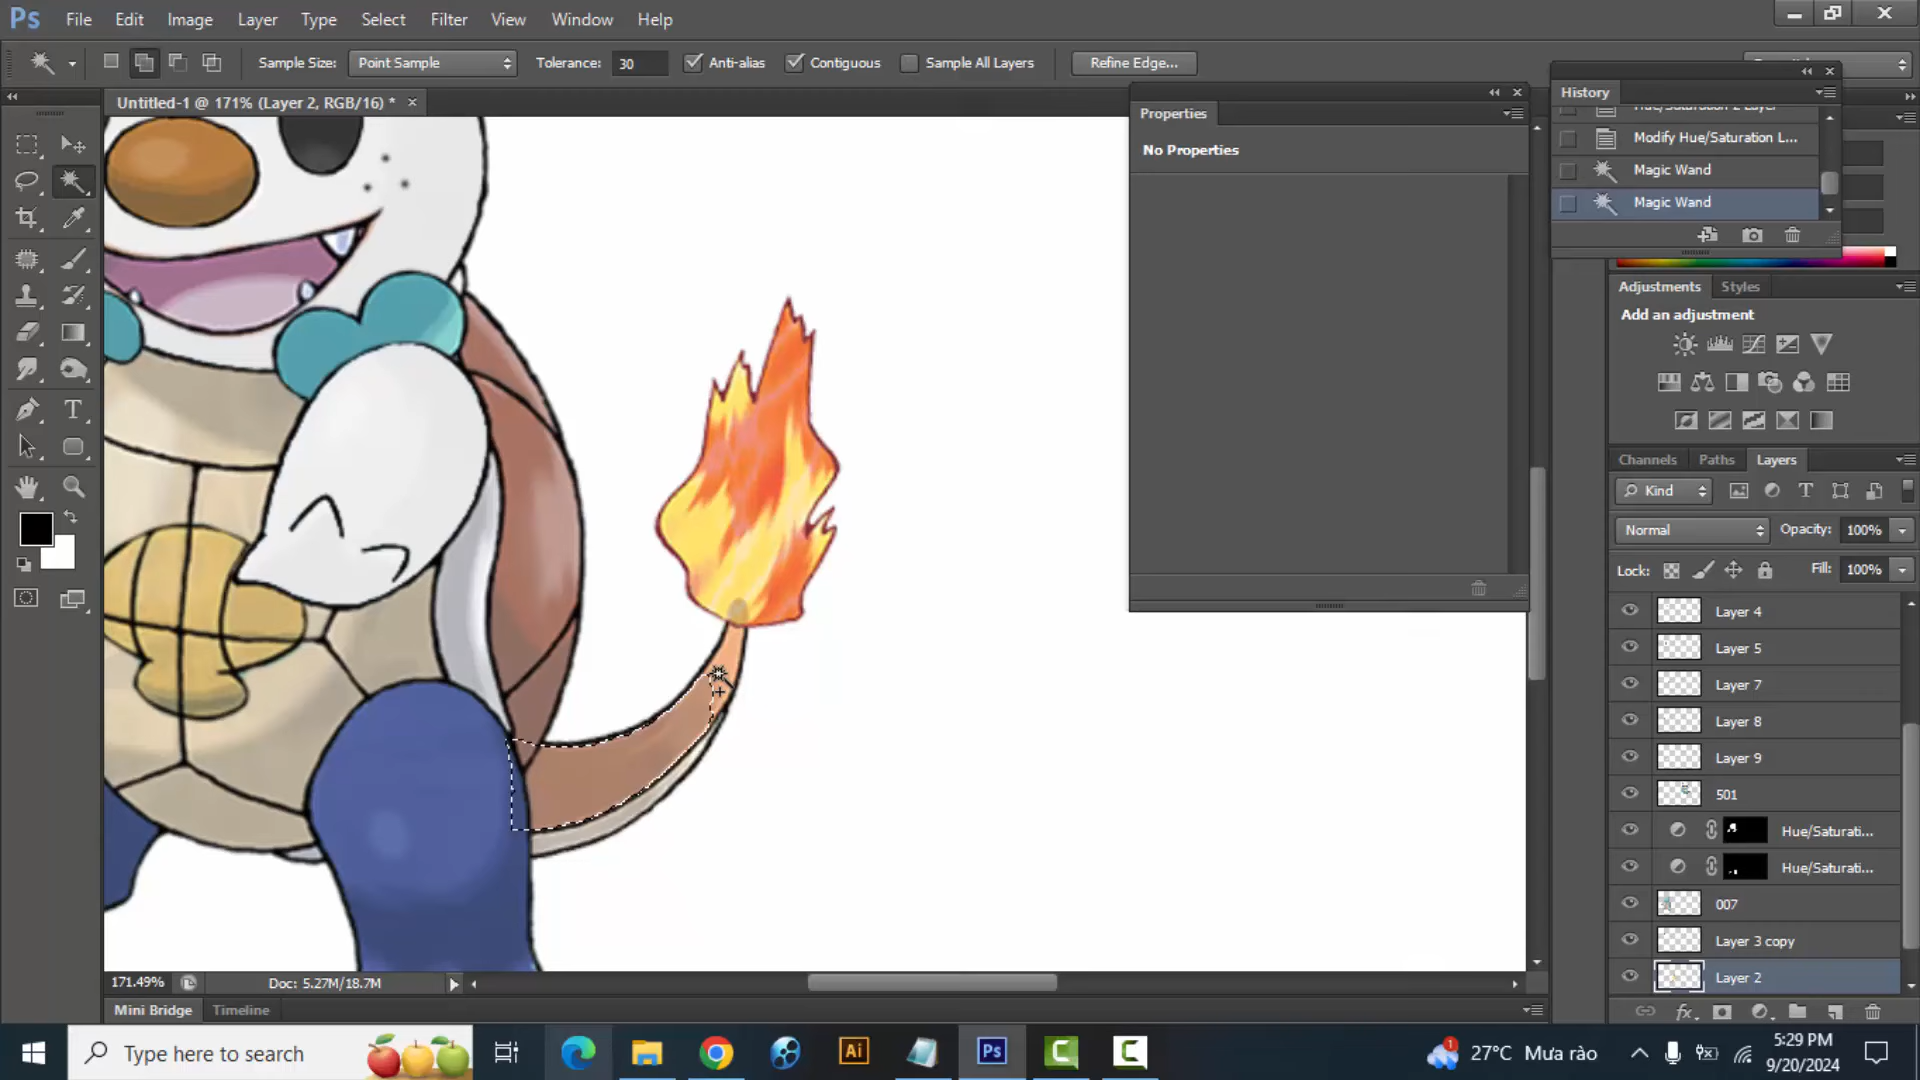 Ps File Edit Image Layer Type Select Filter View Window Help
Sample Size: Point Sample Tolerance: 30 Anti-alias Contiguous Sample All Layers Refine Edge...
Untitled-1 @ 171% (Layer 2, RGB/16) *
Properties
No Properties
History
Modify Hue/Saturation L...
Magic Wand
Magic Wand
Adjustments Styles
Add an adjustment
Channels Paths Layers
Kind
Normal Opacity: 100%
Lock: Fill: 100%
Layer 4
Layer 5
Layer 7
Layer 8
Layer 9
501
Hue/Saturati...
Hue/Saturati...
007
Layer 3 copy
Layer 2
171.49% Doc: 5.27M/18.7M
Mini Bridge Timeline
Type here to search
Ai Ps
1 27°C Mưa rào
5:29 PM
9/20/2024